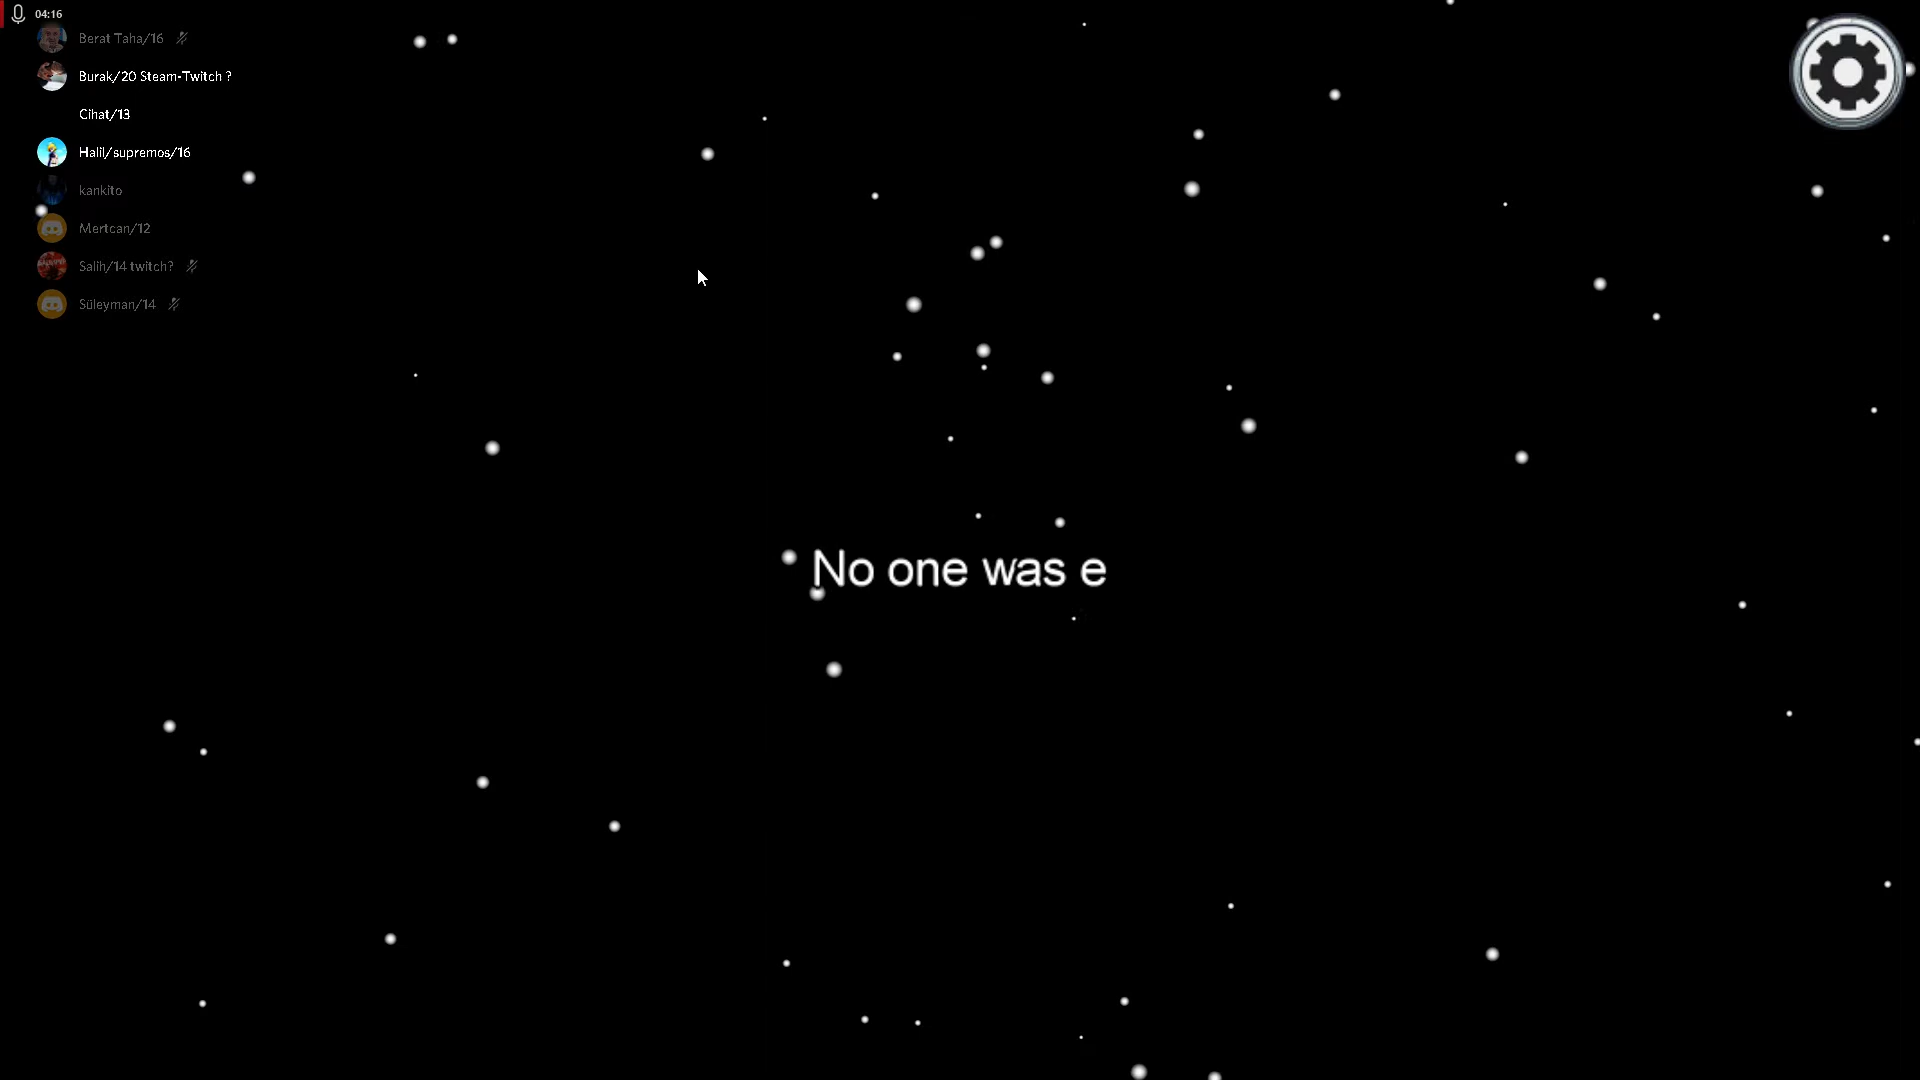 04:16
Berat Taha/16
Burak/20 Steam-Twitch ?
Cihat/13
Halil/supremos/16
kankito
Mertcan/12
Salih/14 twitch?
Süleyman/14
No one was e